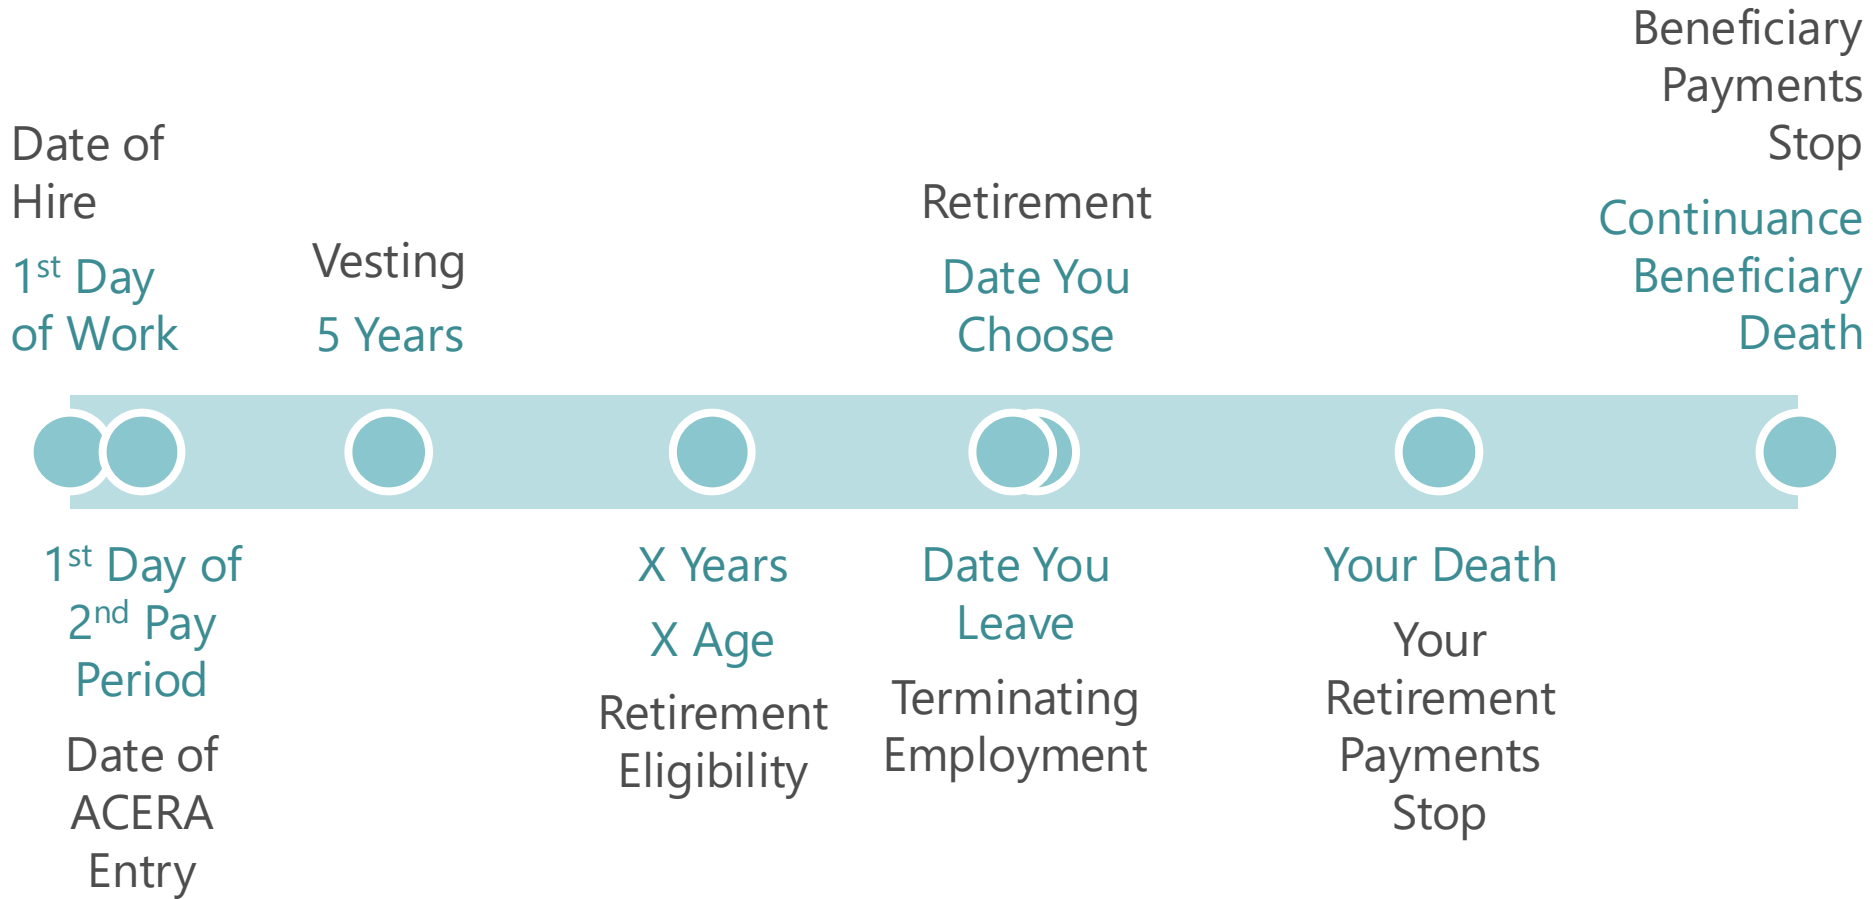 Date of
Hire
1st Day
of Work
Vesting
5 Years
Retirement
Date You
Choose
Beneficiary
Payments
Stop
Continuance
Beneficiary
Death
1st Day of
2nd Pay
Period
Date of
ACERA
Entry
X Years
X Age
Retirement
Eligibility
Date You
Leave
Terminating
Employment
Your Death
Your
Retirement
Payments
Stop